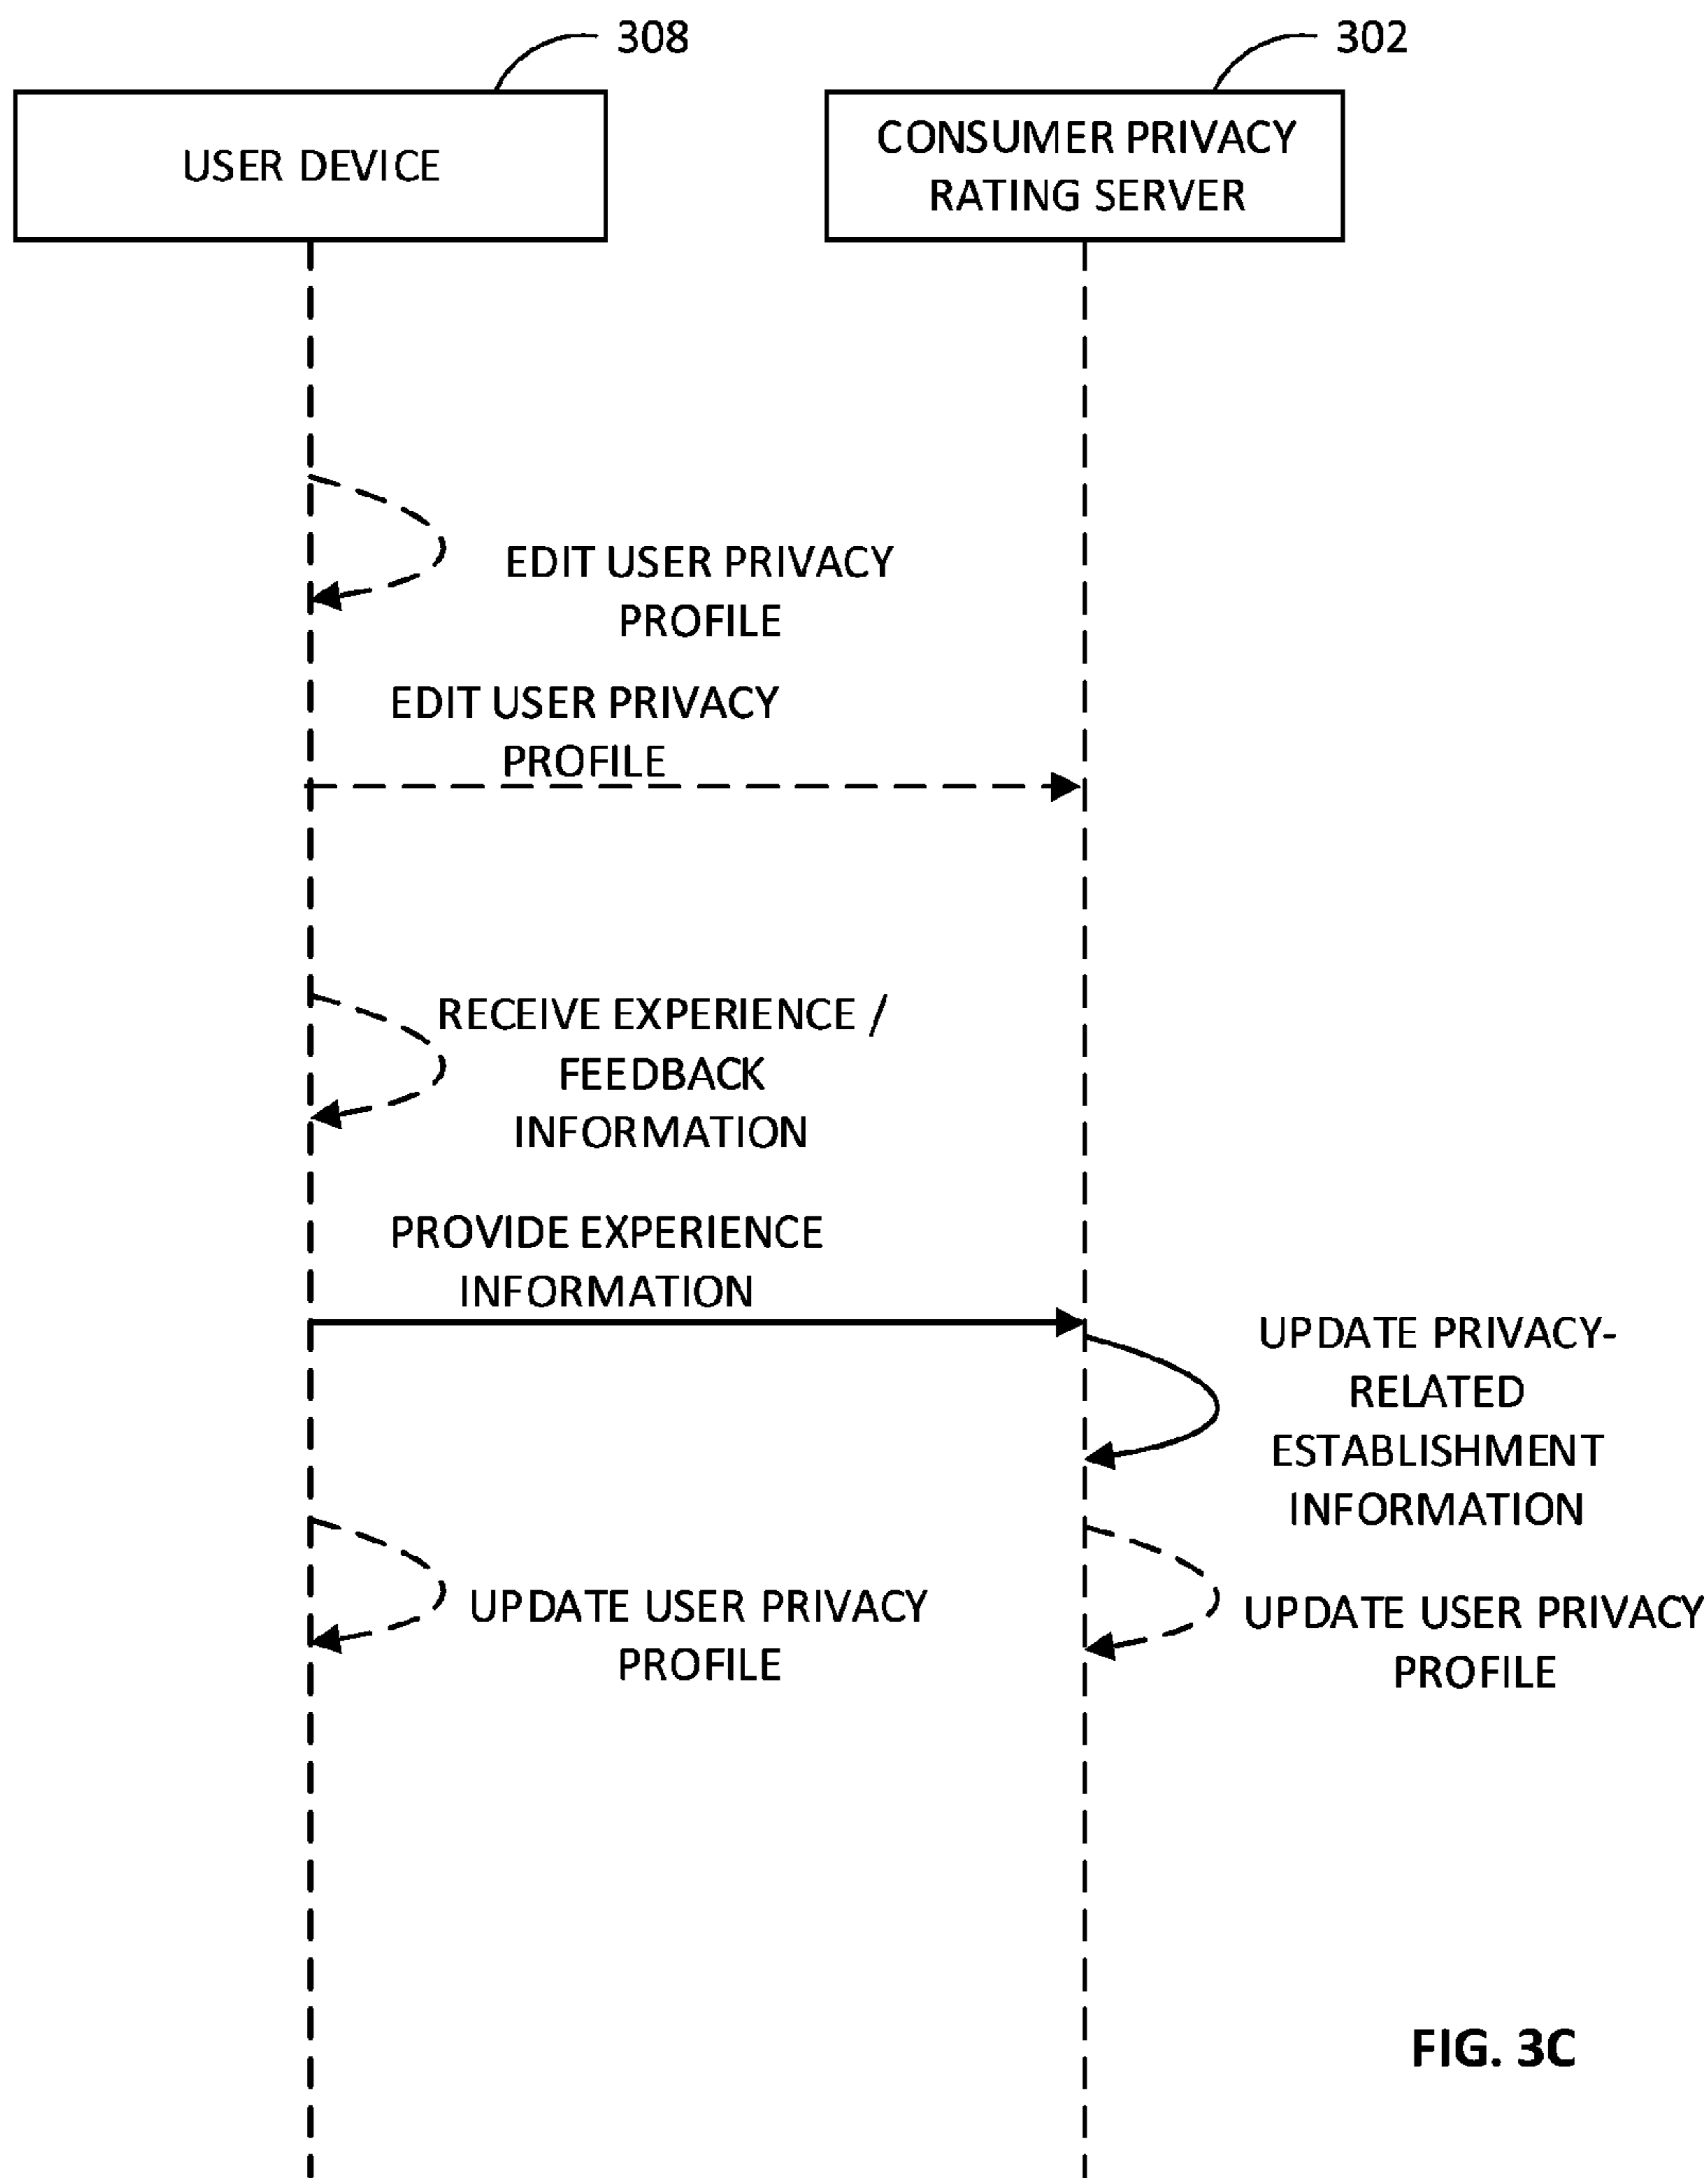 308
302
USER DEVICE
CONSUMER PRIVACY
RATING SERVER
EDIT USER PRIVACY
PROFILE
EDIT USER PRIVACY
PROFILE
RECEIVE EXPERIENCE /
FEEDBACK
INFORMATION
PROVIDE EXPERIENCE
INFORMATION
UPDATE PRIVACY-
RELATED
ESTABLISHMENT
INFORMATION
UPDATE USER PRIVACY
PROFILE
UPDATE USER PRIVACY
PROFILE
FIG. 3C